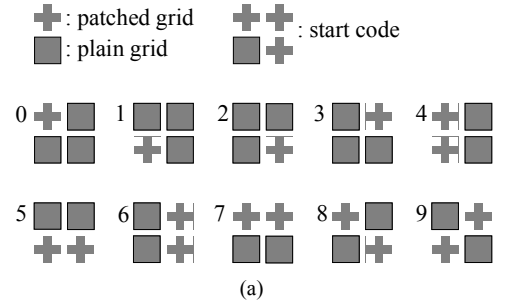 : patched grid
: plain grid
: start code
0 1 2 3 4
5 6 7 8 9
(a)